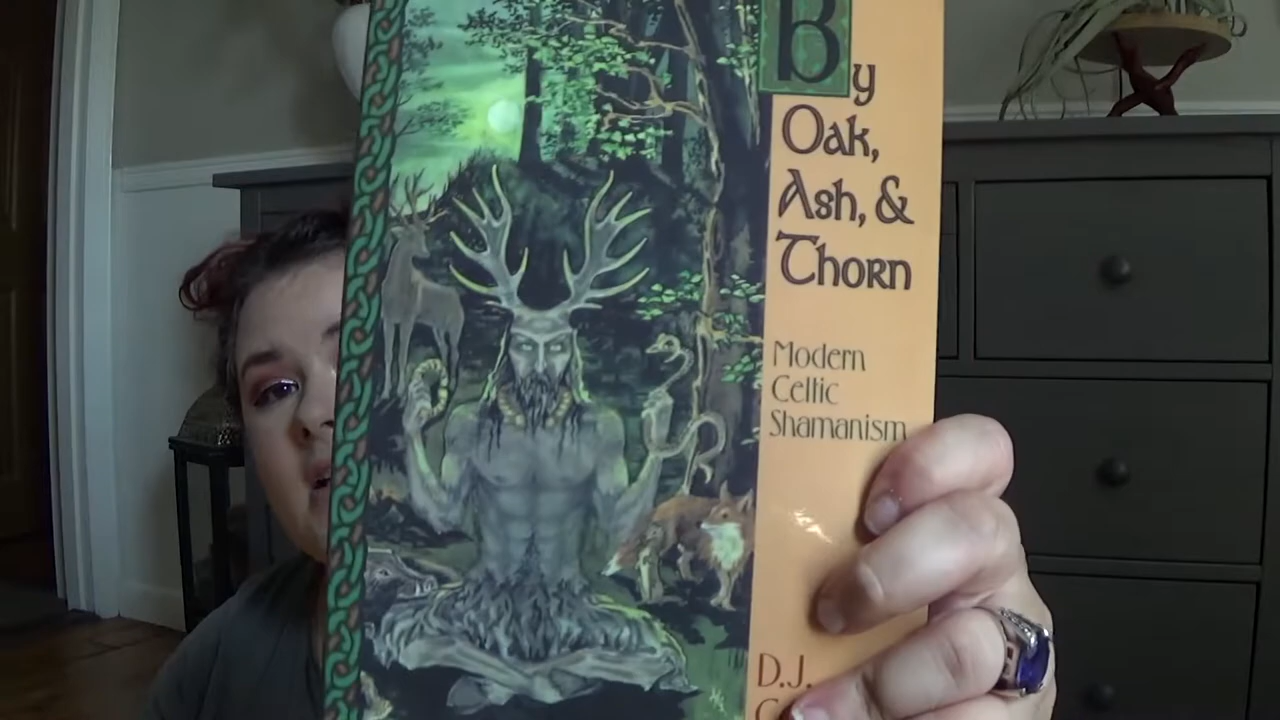 By
Oak,
Ash, &
Thorn
Modern
Celtic
Shamanism
D.J.